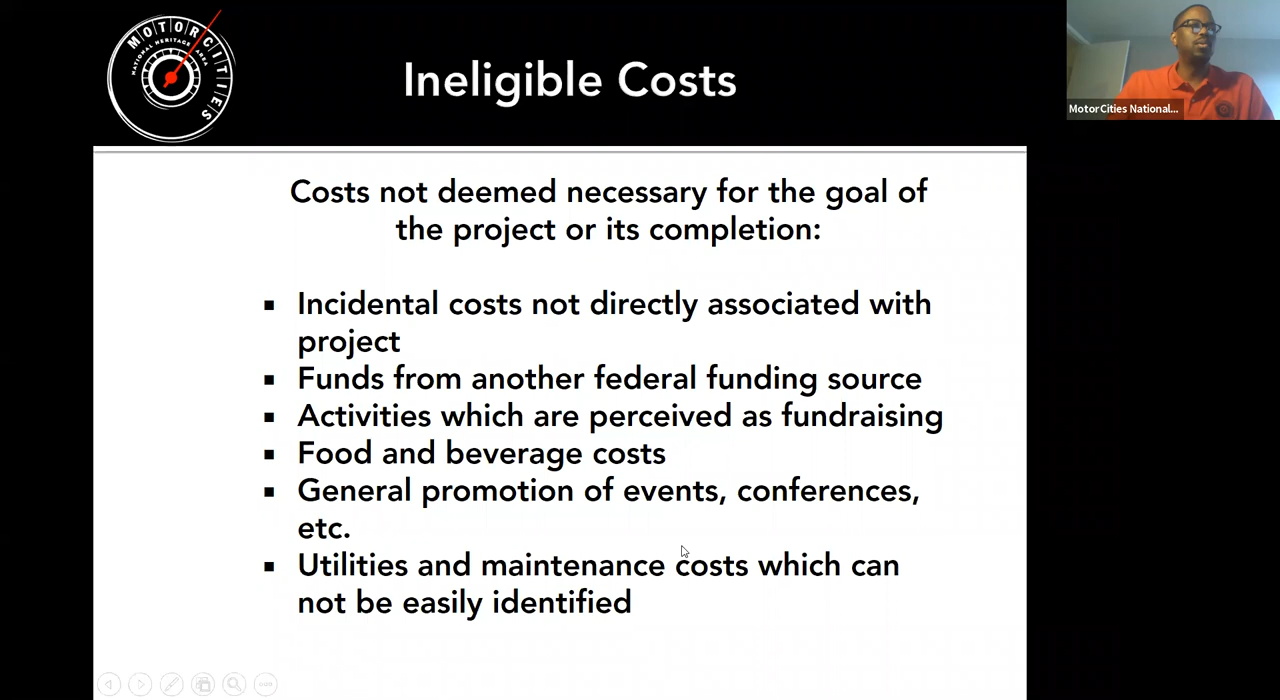 MOTORCITIES
NATIONAL HERITAGE AREA
Ineligible Costs
MotorCities National...
Costs not deemed necessary for the goal of
the project or its completion:
▪ Incidental costs not directly associated with
project
▪ Funds from another federal funding source
▪ Activities which are perceived as fundraising
▪ Food and beverage costs
▪ General promotion of events, conferences,
etc.
▪ Utilities and maintenance costs which can
not be easily identified